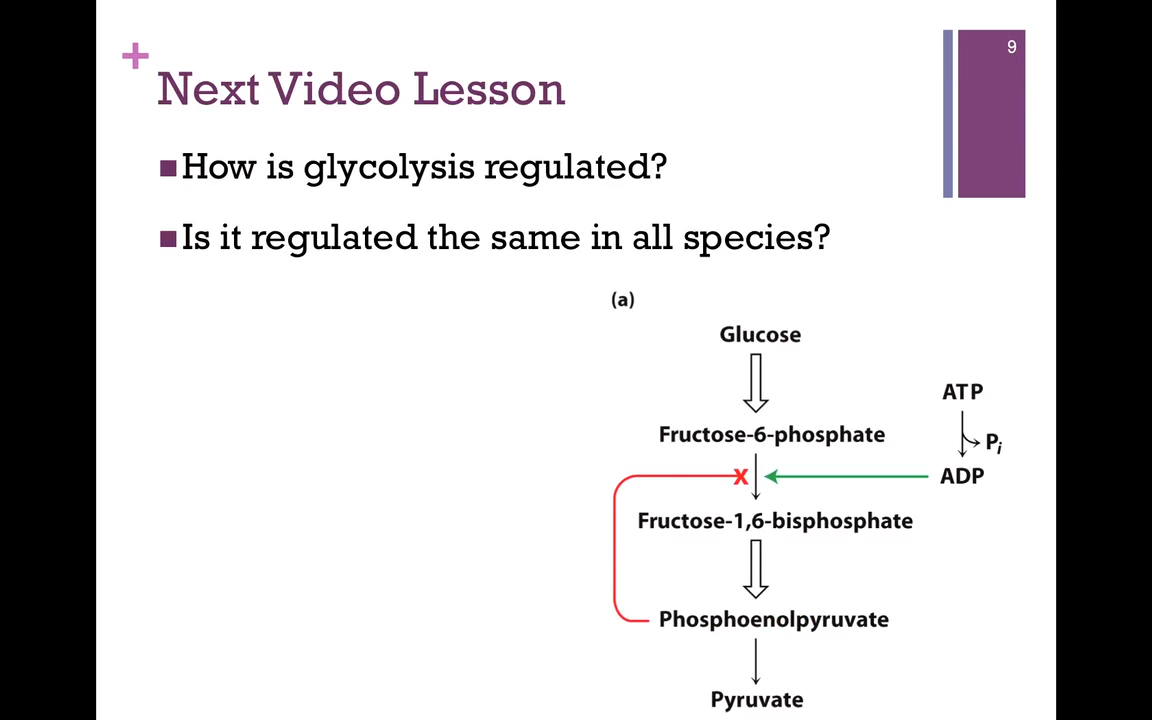 9
+
Next Video Lesson
■ How is glycolysis regulated?
■ Is it regulated the same in all species?
(a)
Glucose
ATP
Fructose-6-phosphate
Pi
X
ADP
Fructose-1,6-bisphosphate
Phosphoenolpyruvate
Pyruvate